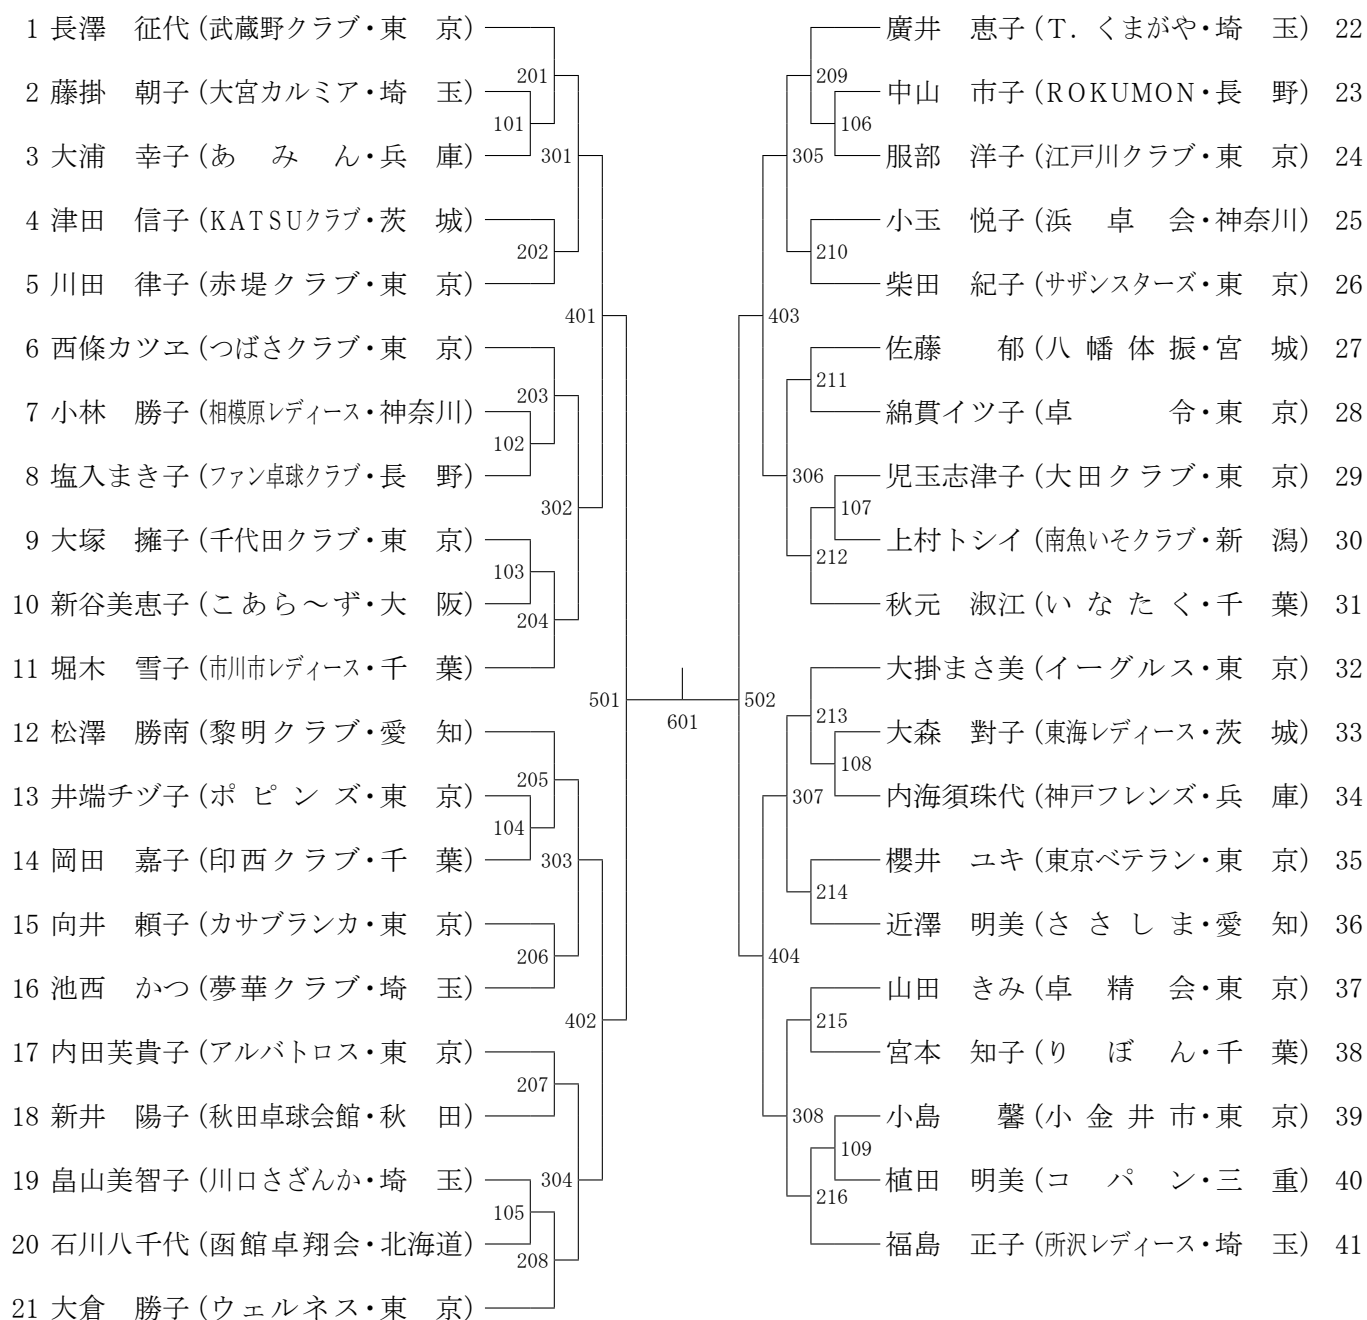 1 長澤　征代 (武蔵野クラブ・東　京)
2 藤掛　朝子 (大宮カルミア・埼　玉)
3 大浦　幸子 (あ　み　ん・兵　庫)
4 津田　信子 (KATSUクラブ・茨　城)
5 川田　律子 (赤堤クラブ・東　京)
6 西條カツエ (つばさクラブ・東　京)
7 小林　勝子 (相模原レディース・神奈川)
8 塩入まき子 (ファン卓球クラブ・長　野)
9 大塚　擁子 (千代田クラブ・東　京)
10 新谷美恵子 (こあら～ず・大　阪)
11 堀木　雪子 (市川市レディース・千　葉)
12 松澤　勝南 (黎明クラブ・愛　知)
13 井端チヅ子 (ポピンズ・東　京)
14 岡田　嘉子 (印西クラブ・千　葉)
15 向井　頼子 (カサブランカ・東　京)
16 池西　かつ (夢華クラブ・埼　玉)
17 内田芙貴子 (アルバトロス・東　京)
18 新井　陽子 (秋田卓球会館・秋　田)
19 畠山美智子 (川口さざんか・埼　玉)
20 石川八千代 (函館卓翔会・北海道)
21 大倉　勝子 (ウェルネス・東　京)
201
101
301
202
401
203
102
302
103
204
501
205
104
303
206
402
207
304
105
208
601
209
106
305
210
403
211
306
107
212
502
213
108
307
214
404
215
308
109
216
廣井　恵子 (T．くまがや・埼　玉) 22
中山　市子 (ROKUMON・長　野) 23
服部　洋子 (江戸川クラブ・東　京) 24
小玉　悦子 (浜　卓　会・神奈川) 25
柴田　紀子 (サザンスターズ・東　京) 26
佐藤　　郁 (八幡体振・宮　城) 27
綿貫イツ子 (卓　　　令・東　京) 28
児玉志津子 (大田クラブ・東　京) 29
上村トシイ (南魚いそクラブ・新　潟) 30
秋元　淑江 (いなたく・千　葉) 31
大掛まさ美 (イーグルス・東　京) 32
大森　對子 (東海レディース・茨　城) 33
内海須珠代 (神戸フレンズ・兵　庫) 34
櫻井　ユキ (東京ベテラン・東　京) 35
近澤　明美 (ささしま・愛　知) 36
山田　きみ (卓　精　会・東　京) 37
宮本　知子 (り　ぼ　ん・千　葉) 38
小島　　馨 (小金井市・東　京) 39
植田　明美 (コ　パ　ン・三　重) 40
福島　正子 (所沢レディース・埼　玉) 41